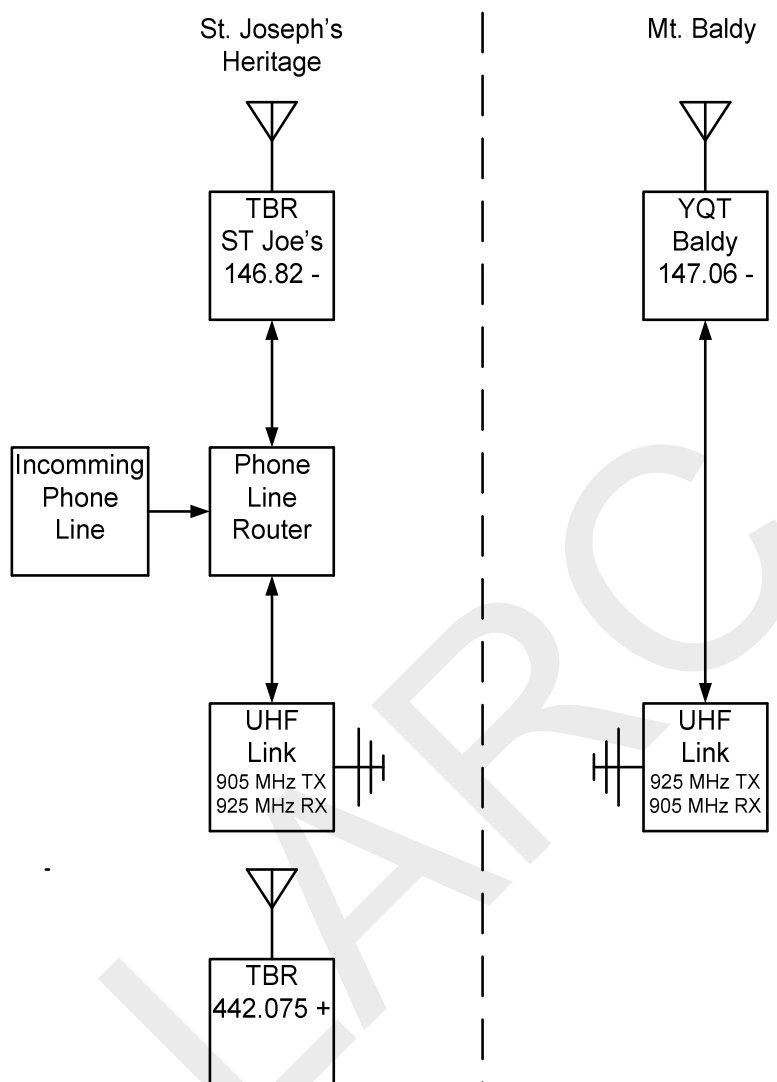 St. Joseph's
Heritage
Mt. Baldy
TBR
ST Joe's
146.82 -
YQT
Baldy
147.06 -
Incomming
Phone
Line
Phone
Line
Router
UHF
Link
905 MHz TX
925 MHz RX
UHF
Link
925 MHz TX
905 MHz RX
-
TBR
442.075 +
LARC